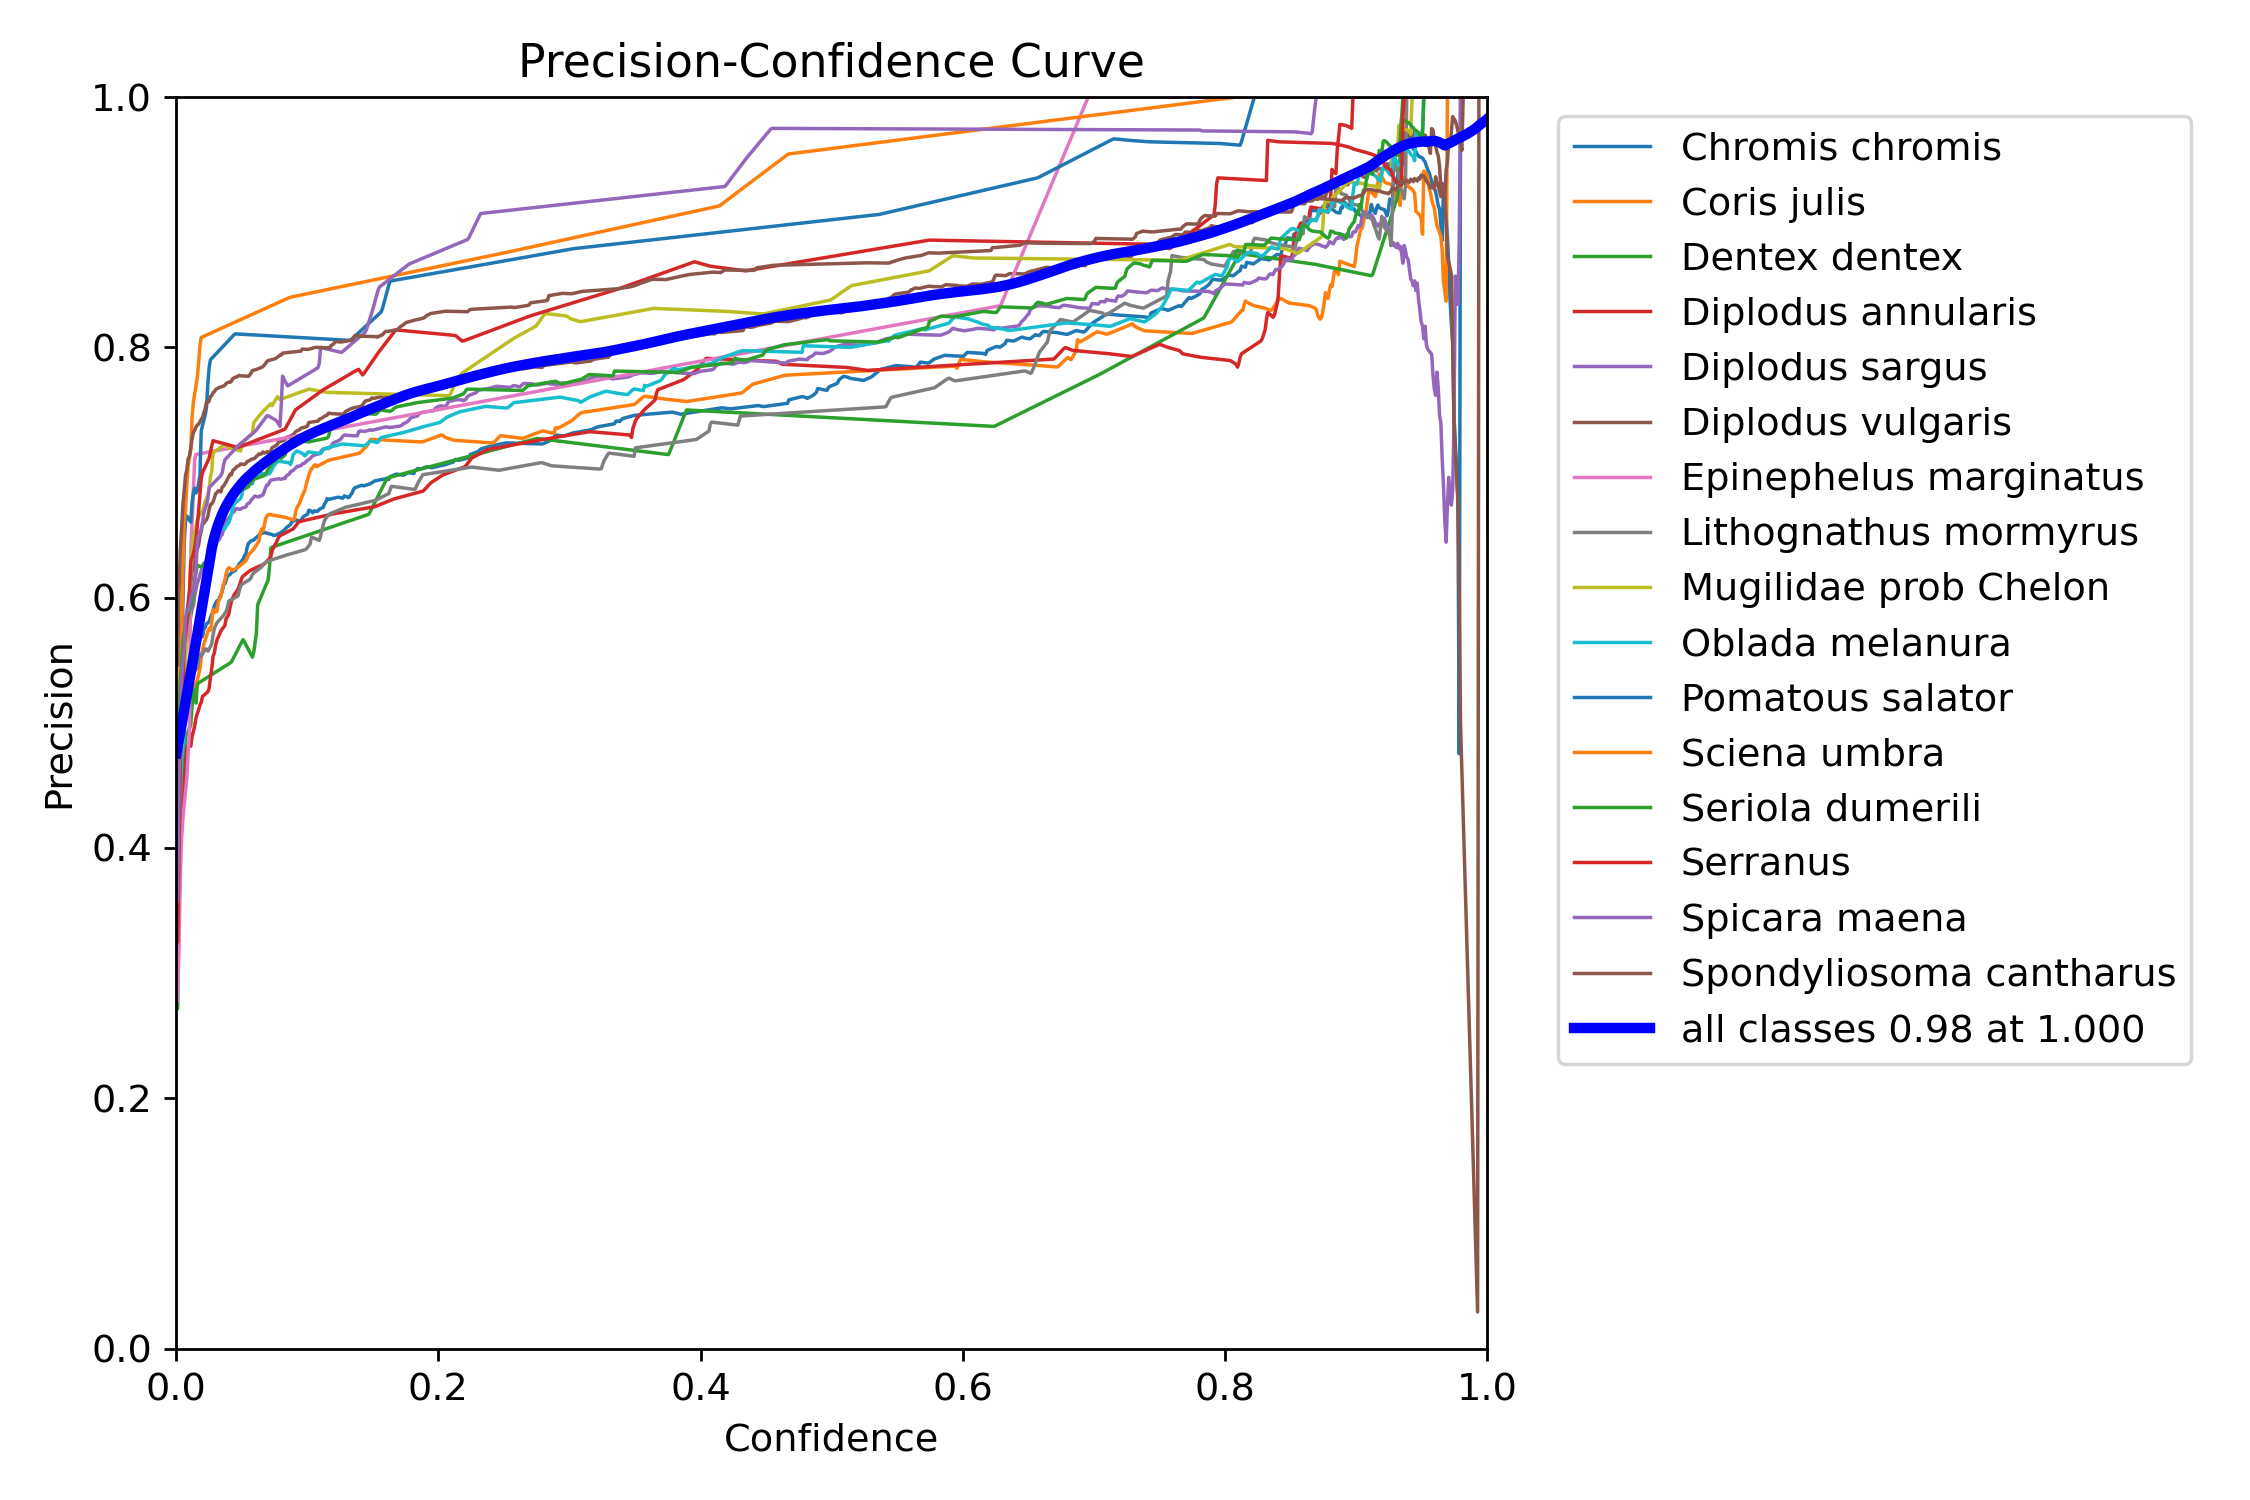 Precision-Confidence Curve
1.0
0.8
0.6
0.4
0.2
0.0
Precision
0.0 0.2 0.4 0.6 0.8 1.0
Confidence
Chromis chromis
Coris julis
Dentex dentex
Diplodus annularis
Diplodus sargus
Diplodus vulgaris
Epinephelus marginatus
Lithognathus mormyrus
Mugilidae prob Chelon
Oblada melanura
Pomatous salator
Sciena umbra
Seriola dumerili
Serranus
Spicara maena
Spondyliosoma cantharus
all classes 0.98 at 1.000